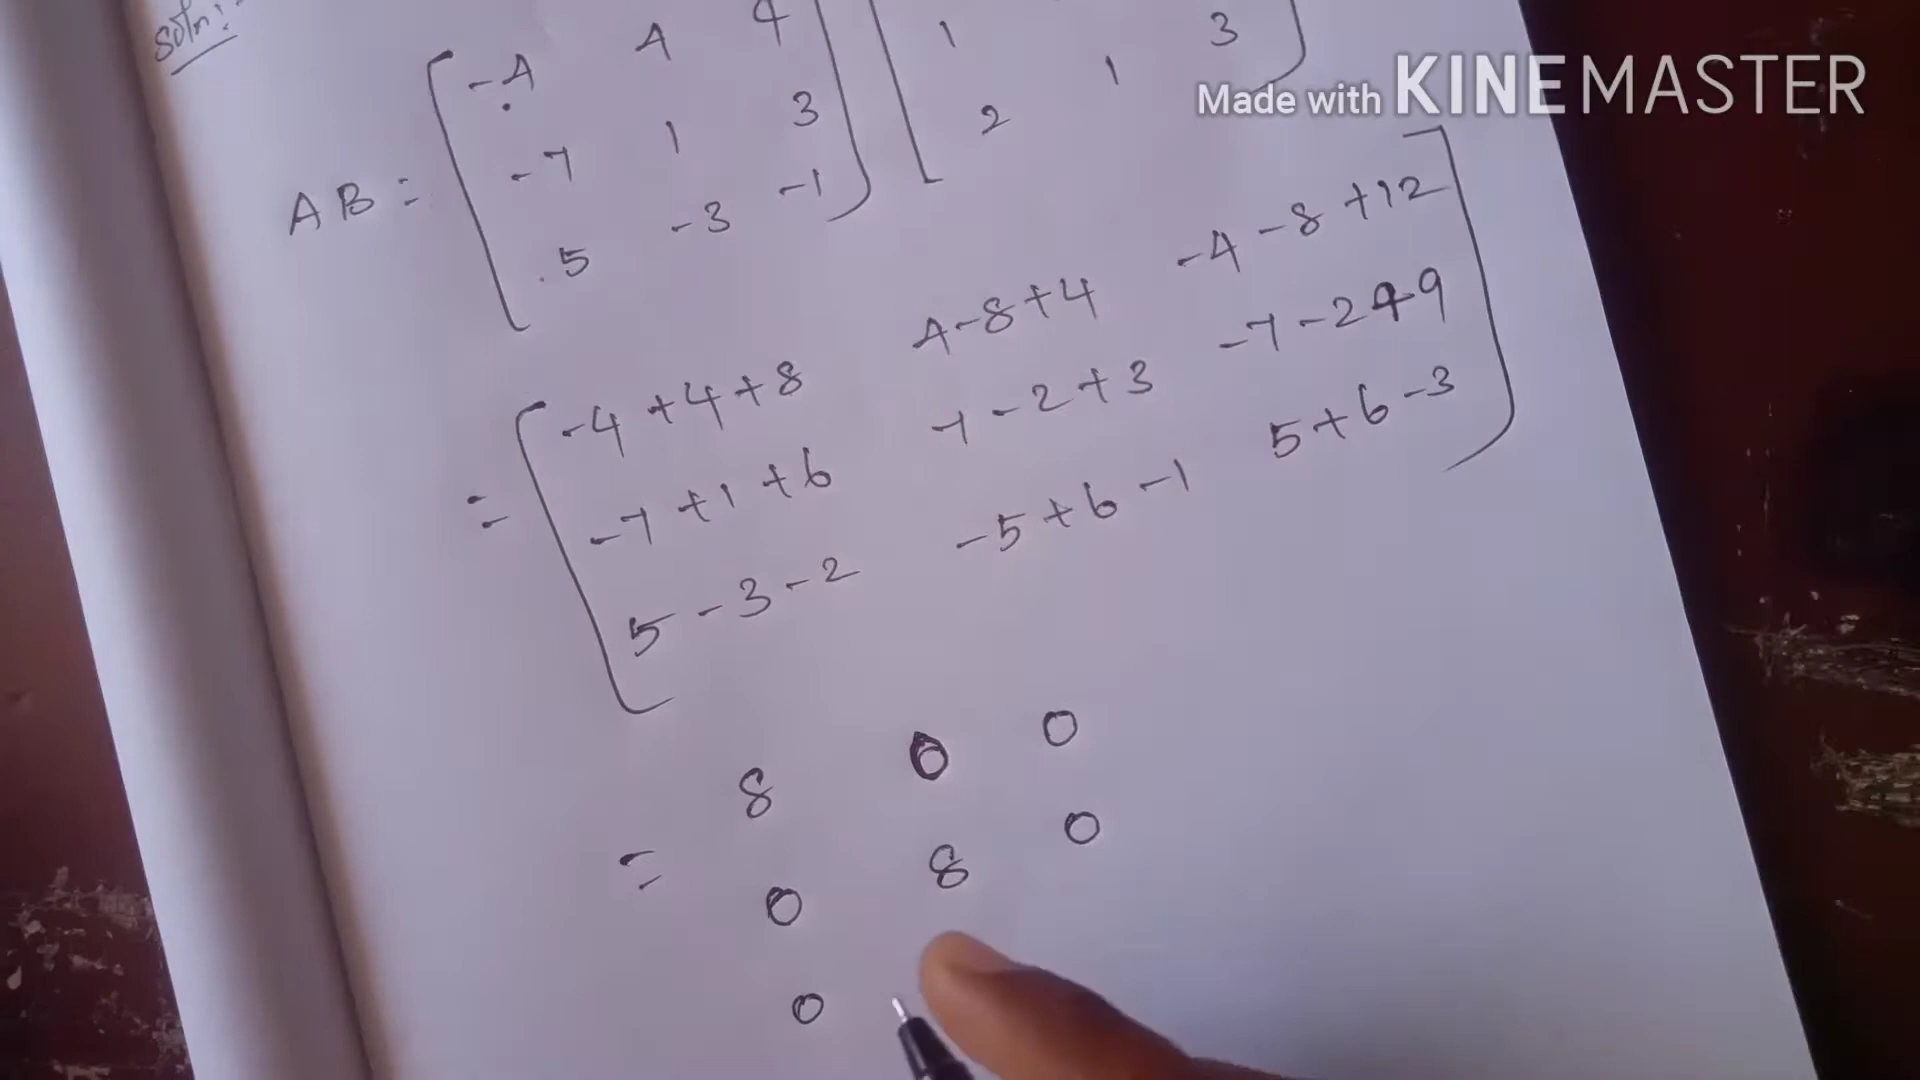 Soln:-
-4 4 4 1 3
AB = -7 1 3 2 1
5 -3 -1
Made with KINEMASTER
= -4+4+8 4-8+4 -4-8+12
-7+1+6 7-2+3 -7-2+9
5-3-2 -5+6-1 5+6-3
= 8 0 0
0 8 0
0